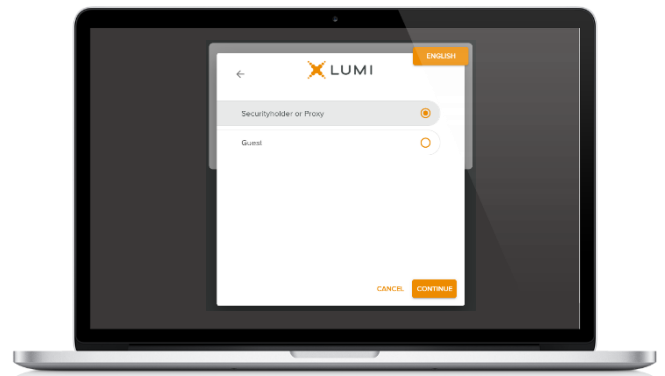 ENGLISH
LUMI
Securityholder or Proxy
Guest
CANCEL
CONTINUE